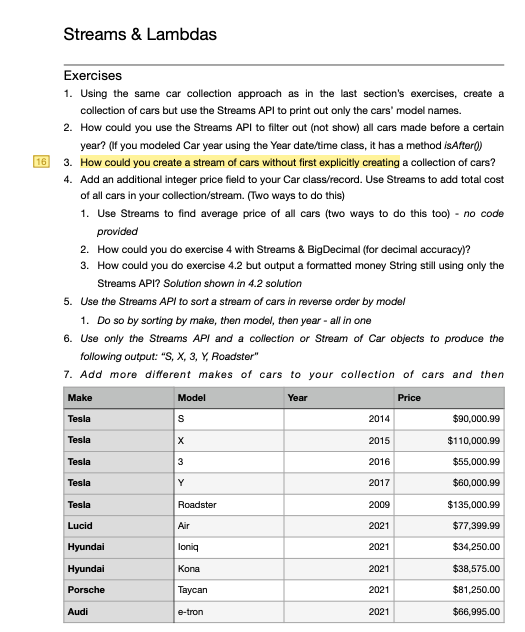 Streams & Lambdas
Exercises
1. Using the same car collection approach as in the last section's exercises, create a
collection of cars but use the Streams API to print out only the cars' model names.
2. How could you use the Streams API to filter out (not show) all cars made before a certain
year? (If you modeled Car year using the Year date/time class, it has a method isAfter())
16 3. How could you create a stream of cars without first explicitly creating a collection of cars?
4. Add an additional integer price field to your Car class/record. Use Streams to add total cost
of all cars in your collection/stream. (Two ways to do this)
1. Use Streams to find average price of all cars (two ways to do this too) - no code
provided
2. How could you do exercise 4 with Streams & BigDecimal (for decimal accuracy)?
3. How could you do exercise 4.2 but output a formatted money String still using only the
Streams API? Solution shown in 4.2 solution
5. Use the Streams API to sort a stream of cars in reverse order by model
1. Do so by sorting by make, then model, then year - all in one
6. Use only the Streams API and a collection or Stream of Car objects to produce the
following output: "S, X, 3, Y, Roadster"
7. Add more different makes of cars to your collection of cars and then
Make Model Year Price
Tesla S 2014 $90,000.99
Tesla X 2015 $110,000.99
Tesla 3 2016 $55,000.99
Tesla Y 2017 $60,000.99
Tesla Roadster 2009 $135,000.99
Lucid Air 2021 $77,399.99
Hyundai Ioniq 2021 $34,250.00
Hyundai Kona 2021 $38,575.00
Porsche Taycan 2021 $81,250.00
Audi e-tron 2021 $66,995.00